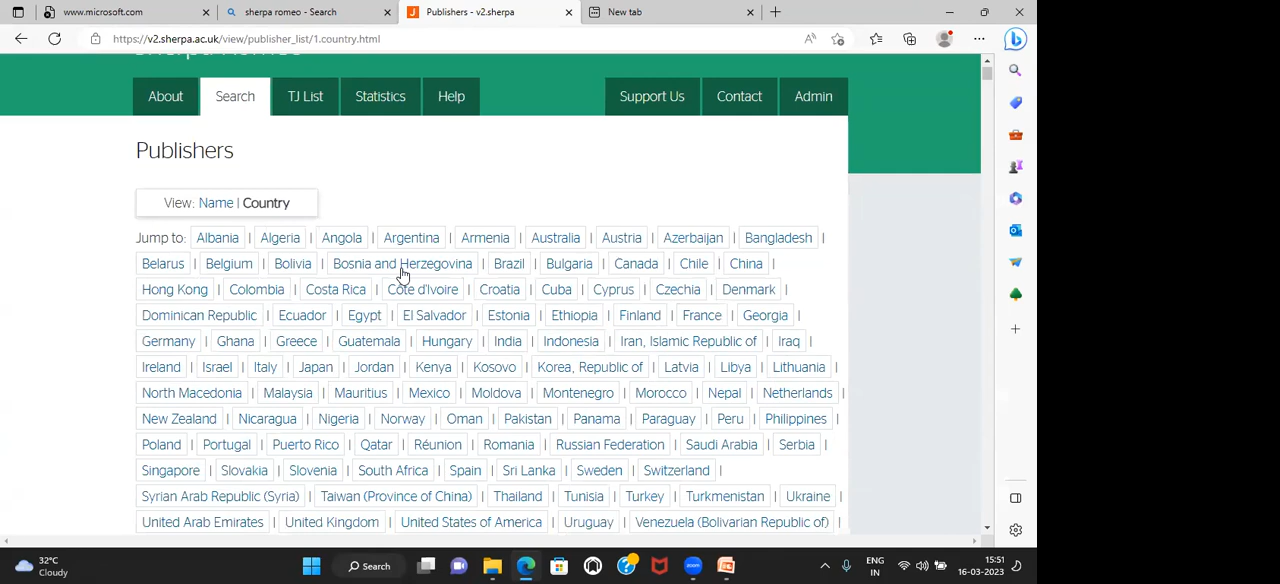 www.microsoft.com
sherpa romeo - Search
Publishers - v2.sherpa
New tab
https://v2.sherpa.ac.uk/view/publisher_list/1.country.html
About
Search
TJ List
Statistics
Help
Support Us
Contact
Admin
Publishers
View: Name | Country
Jump to: Albania | Algeria | Angola | Argentina | Armenia | Australia | Austria | Azerbaijan | Bangladesh |
Belarus | Belgium | Bolivia | Bosnia and Herzegovina | Brazil | Bulgaria | Canada | Chile | China |
Hong Kong | Colombia | Costa Rica | Côte d'Ivoire | Croatia | Cuba | Cyprus | Czechia | Denmark |
Dominican Republic | Ecuador | Egypt | El Salvador | Estonia | Ethiopia | Finland | France | Georgia |
Germany | Ghana | Greece | Guatemala | Hungary | India | Indonesia | Iran, Islamic Republic of | Iraq |
Ireland | Israel | Italy | Japan | Jordan | Kenya | Kosovo | Korea, Republic of | Latvia | Libya | Lithuania |
North Macedonia | Malaysia | Mauritius | Mexico | Moldova | Montenegro | Morocco | Nepal | Netherlands |
New Zealand | Nicaragua | Nigeria | Norway | Oman | Pakistan | Panama | Paraguay | Peru | Philippines |
Poland | Portugal | Puerto Rico | Qatar | Réunion | Romania | Russian Federation | Saudi Arabia | Serbia |
Singapore | Slovakia | Slovenia | South Africa | Spain | Sri Lanka | Sweden | Switzerland |
Syrian Arab Republic (Syria) | Taiwan (Province of China) | Thailand | Tunisia | Turkey | Turkmenistan | Ukraine |
United Arab Emirates | United Kingdom | United States of America | Uruguay | Venezuela (Bolivarian Republic of) |
32°C
Cloudy
Search
ENG
IN
15:51
16-03-2023